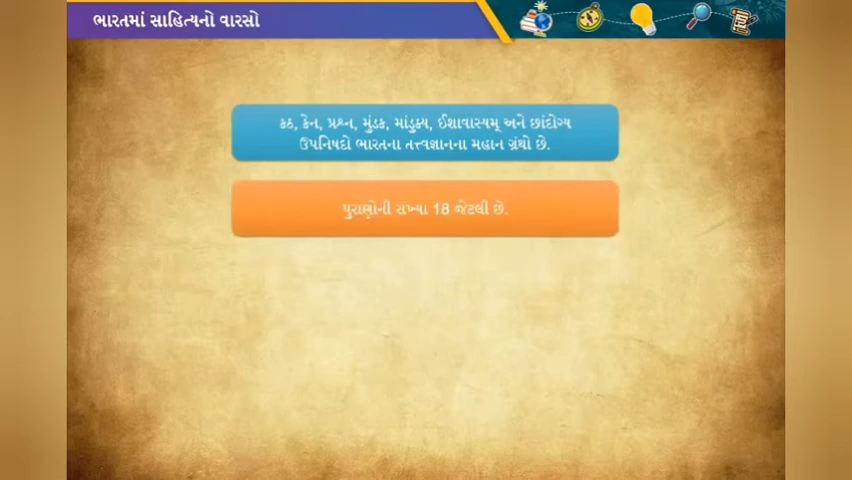 ભારતમાં સાહિત્યનો વારસો
કઠ, કેન, પ્રશ્ન, મુંડક, માંડુક્ય, ઈશાવાસ્યમ્ અને છાંદોગ્ય
ઉપનિષદો ભારતના તત્ત્વજ્ઞાનના મહાન ગ્રંથો છે.
પુરાણોની સંખ્યા 18 જેટલી છે.